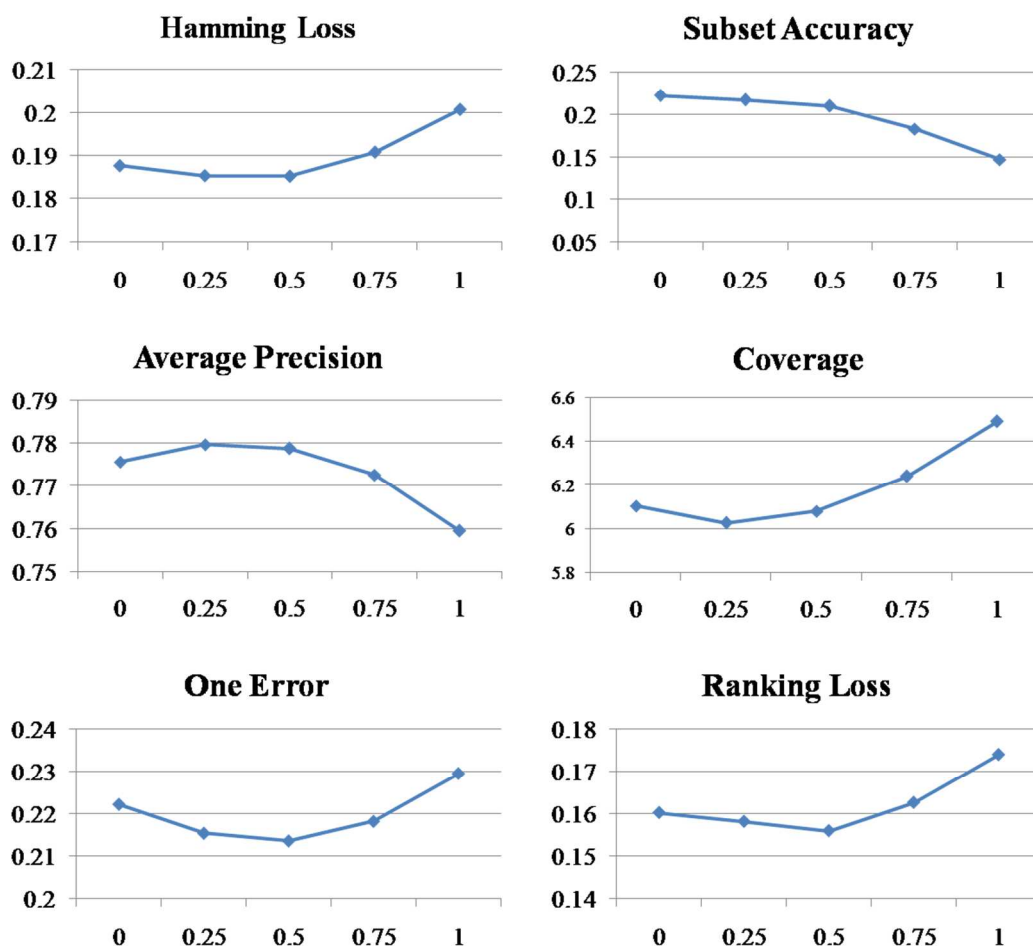 Hamming Loss
0.21
0.2
0.19
0.18
0.17
0 0.25 0.5 0.75 1
Subset Accuracy
0.25
0.2
0.15
0.1
0.05
0 0.25 0.5 0.75 1
Average Precision
0.79
0.78
0.77
0.76
0.75
0 0.25 0.5 0.75 1
Coverage
6.6
6.4
6.2
6
5.8
0 0.25 0.5 0.75 1
One Error
0.24
0.23
0.22
0.21
0.2
0 0.25 0.5 0.75 1
Ranking Loss
0.18
0.17
0.16
0.15
0.14
0 0.25 0.5 0.75 1